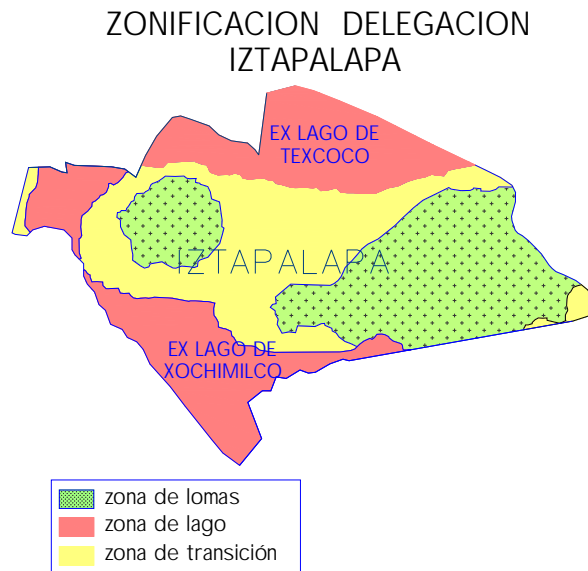 ZONIFICACION DELEGACION
IZTAPALAPA
EX LAGO DE
TEXCOCO
IZTAPALAPA
EX LAGO DE
XOCHIMILCO
zona de lomas
zona de lago
zona de transición